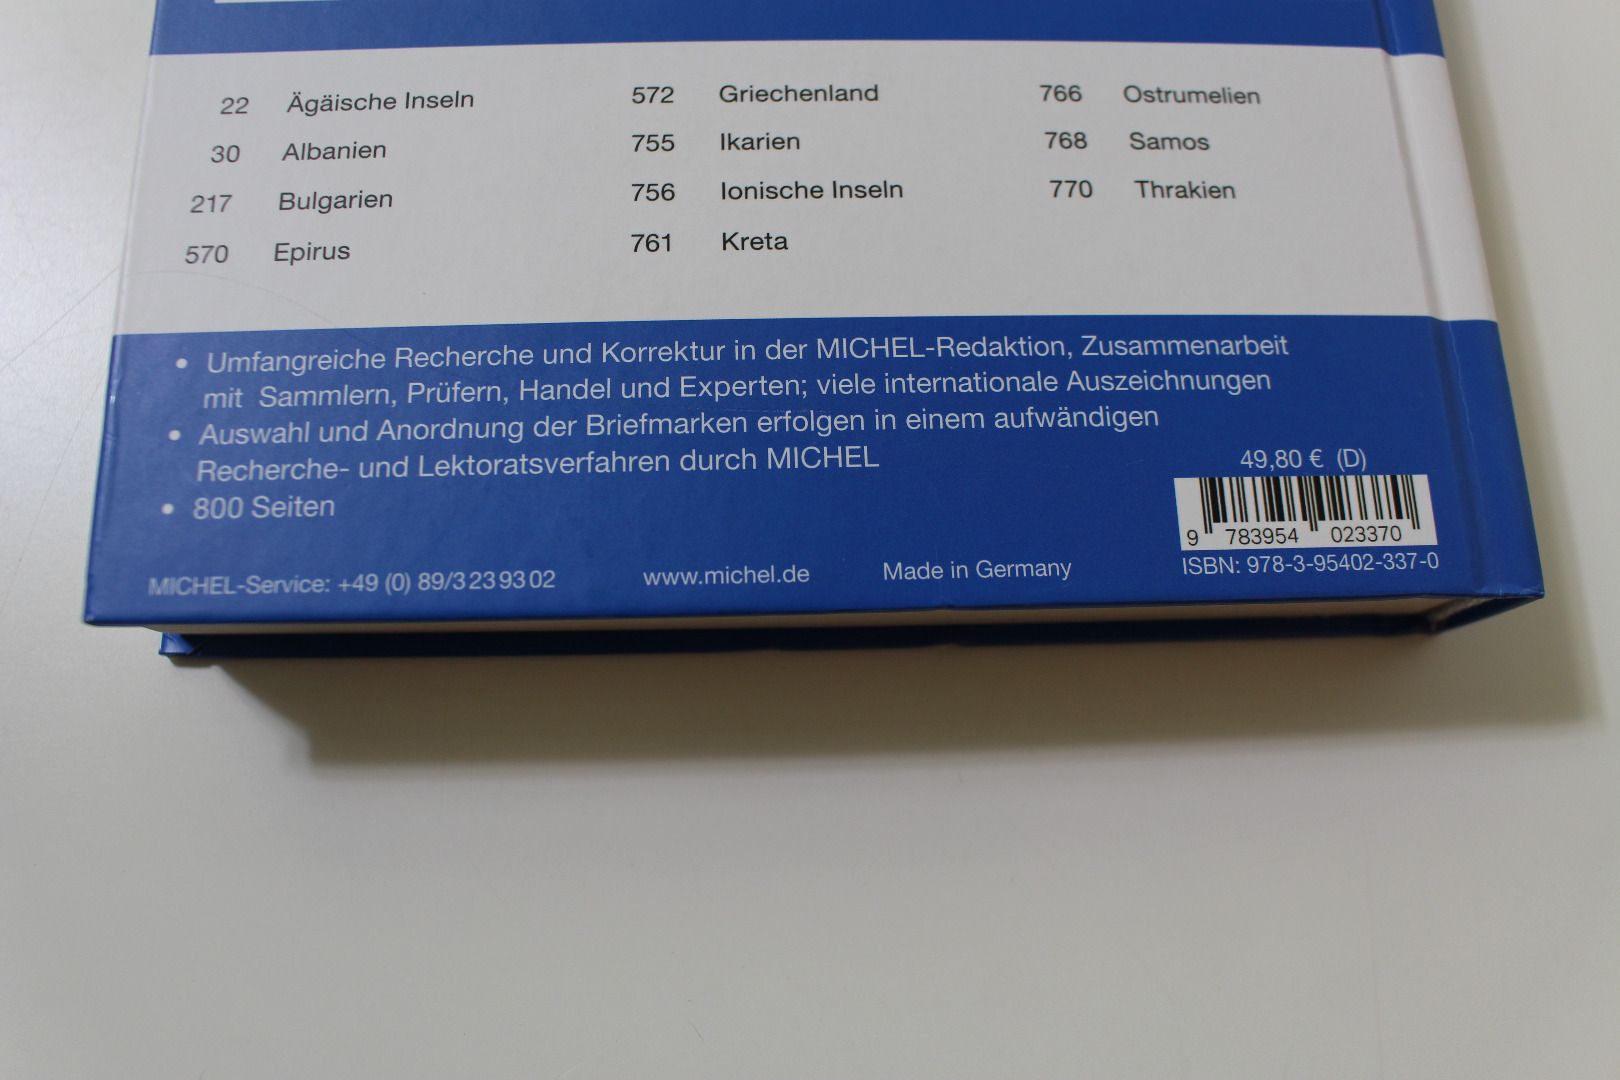 22 Ägäische Inseln
30 Albanien
217 Bulgarien
570 Epirus
572 Griechenland
755 Ikarien
756 Ionische Inseln
761 Kreta
766 Ostrumelien
768 Samos
770 Thrakien
• Umfangreiche Recherche und Korrektur in der MICHEL-Redaktion, Zusammenarbeit
mit Sammlern, Prüfern, Handel und Experten; viele internationale Auszeichnungen
• Auswahl und Anordnung der Briefmarken erfolgen in einem aufwändigen
Recherche- und Lektoratsverfahren durch MICHEL
• 800 Seiten
49,80 € (D)
9 783954 023370
ISBN: 978-3-95402-337-0
MICHEL-Service: +49 (0) 89/3 23 93 02 www.michel.de Made in Germany